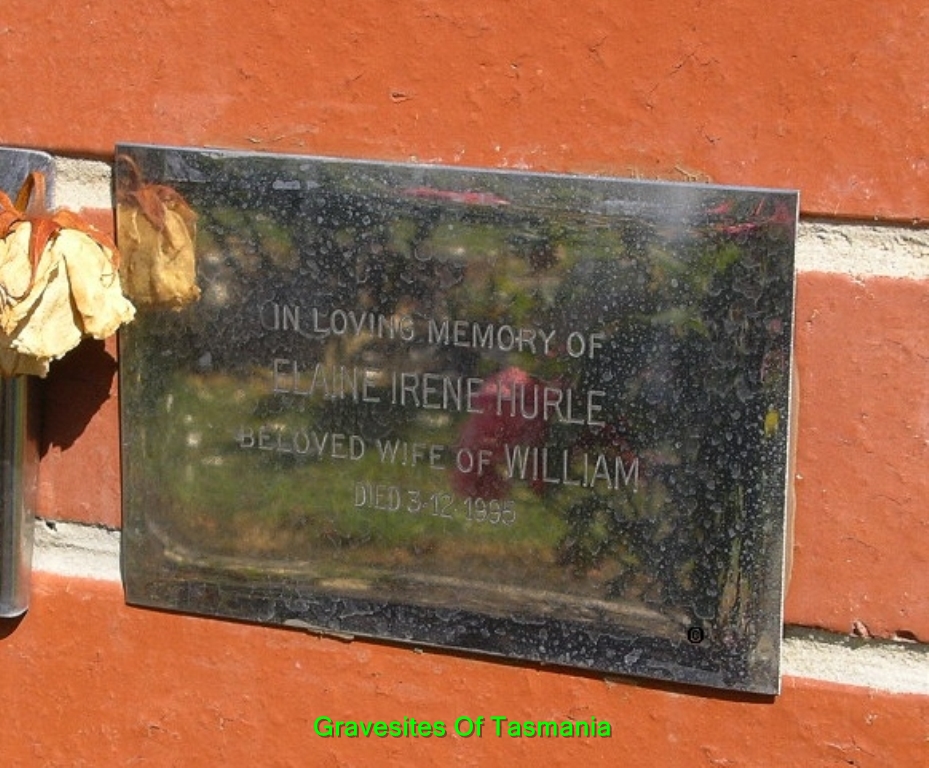 IN LOVING MEMORY OF
ELAINE IRENE HURLE
BELOVED WIFE OF WILLIAM
DIED 3·12·1995
Gravesites Of Tasmania